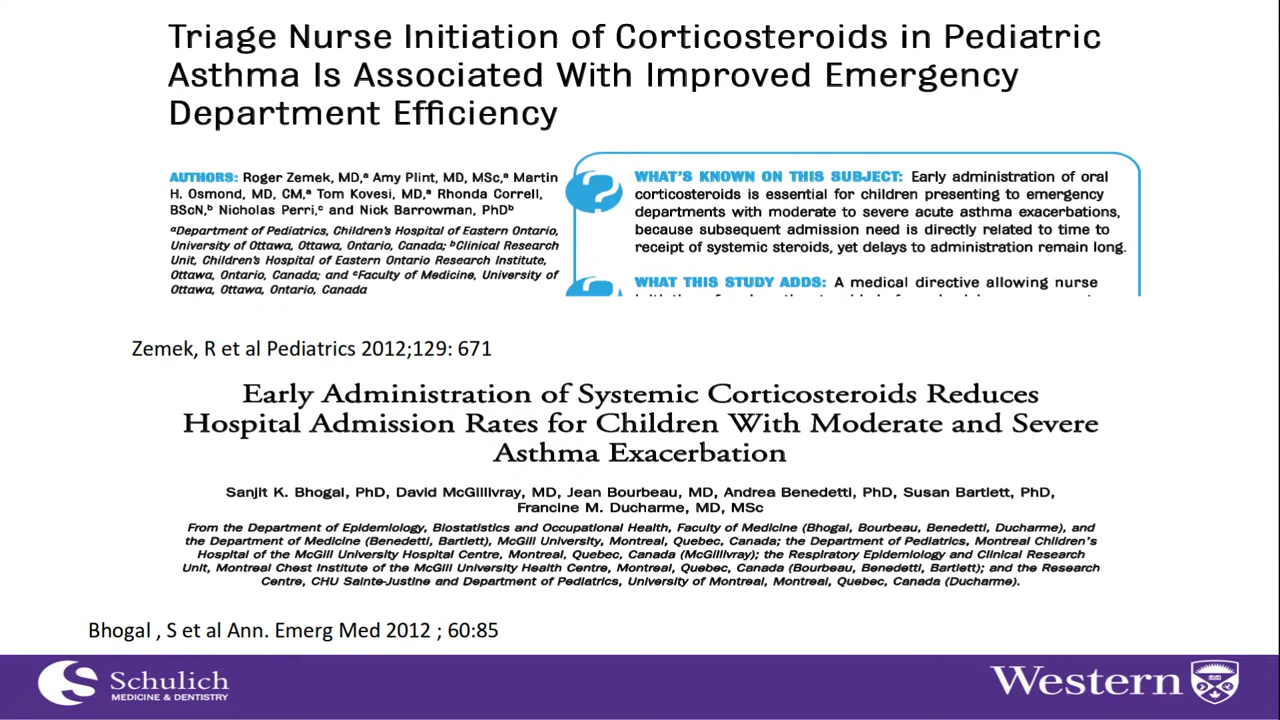 Triage Nurse Initiation of Corticosteroids in Pediatric
Asthma Is Associated With Improved Emergency
Department Efficiency
AUTHORS: Roger Zemek, MD,ᵃ Amy Plint, MD, MSc,ᵃ Martin
H. Osmond, MD, CM,ᵃ Tom Kovesi, MD,ᵃ Rhonda Correll,
BScN,ᵇ Nicholas Perri,ᶜ and Nick Barrowman, PhDᵇ
ᵃDepartment of Pediatrics, Children's Hospital of Eastern Ontario,
University of Ottawa, Ottawa, Ontario, Canada; ᵇClinical Research
Unit, Children's Hospital of Eastern Ontario Research Institute,
Ottawa, Ontario, Canada; and ᶜFaculty of Medicine, University of
Ottawa, Ottawa, Ontario, Canada
WHAT'S KNOWN ON THIS SUBJECT: Early administration of oral
corticosteroids is essential for children presenting to emergency
departments with moderate to severe acute asthma exacerbations,
because subsequent admission need is directly related to time to
receipt of systemic steroids, yet delays to administration remain long.
WHAT THIS STUDY ADDS: A medical directive allowing nurse
Zemek, R et al Pediatrics 2012;129: 671
Early Administration of Systemic Corticosteroids Reduces
Hospital Admission Rates for Children With Moderate and Severe
Asthma Exacerbation
Sanjit K. Bhogal, PhD, David McGillivray, MD, Jean Bourbeau, MD, Andrea Benedetti, PhD, Susan Bartlett, PhD,
Francine M. Ducharme, MD, MSc
From the Department of Epidemiology, Biostatistics and Occupational Health, Faculty of Medicine (Bhogal, Bourbeau, Benedetti, Ducharme), and
the Department of Medicine (Benedetti, Bartlett), McGill University, Montreal, Quebec, Canada; the Department of Pediatrics, Montreal Children's
Hospital of the McGill University Hospital Centre, Montreal, Quebec, Canada (McGillivray); the Respiratory Epidemiology and Clinical Research
Unit, Montreal Chest Institute of the McGill University Health Centre, Montreal, Quebec, Canada (Bourbeau, Benedetti, Bartlett); and the Research
Centre, CHU Sainte-Justine and Department of Pediatrics, University of Montreal, Montreal, Quebec, Canada (Ducharme).
Bhogal , S et al Ann. Emerg Med 2012 ; 60:85
Schulich
MEDICINE & DENTISTRY
Western